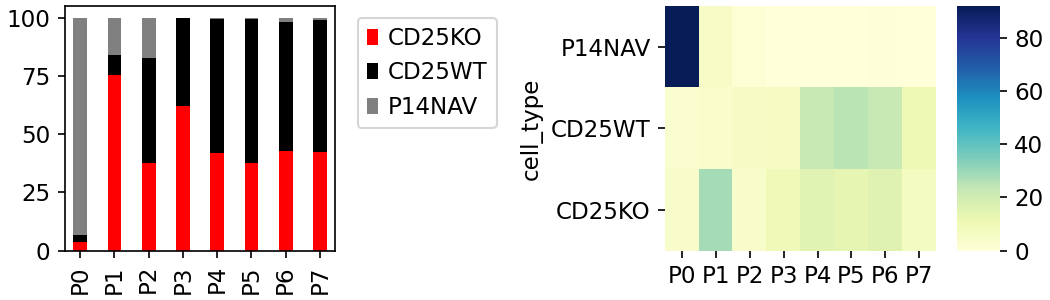 100
75
50
25
0
P0 P1 P2 P3 P4 P5 P6 P7
CD25KO
CD25WT
P14NAV
cell_type
P14NAV
CD25WT
CD25KO
P0 P1 P2 P3 P4 P5 P6 P7
80
60
40
20
0